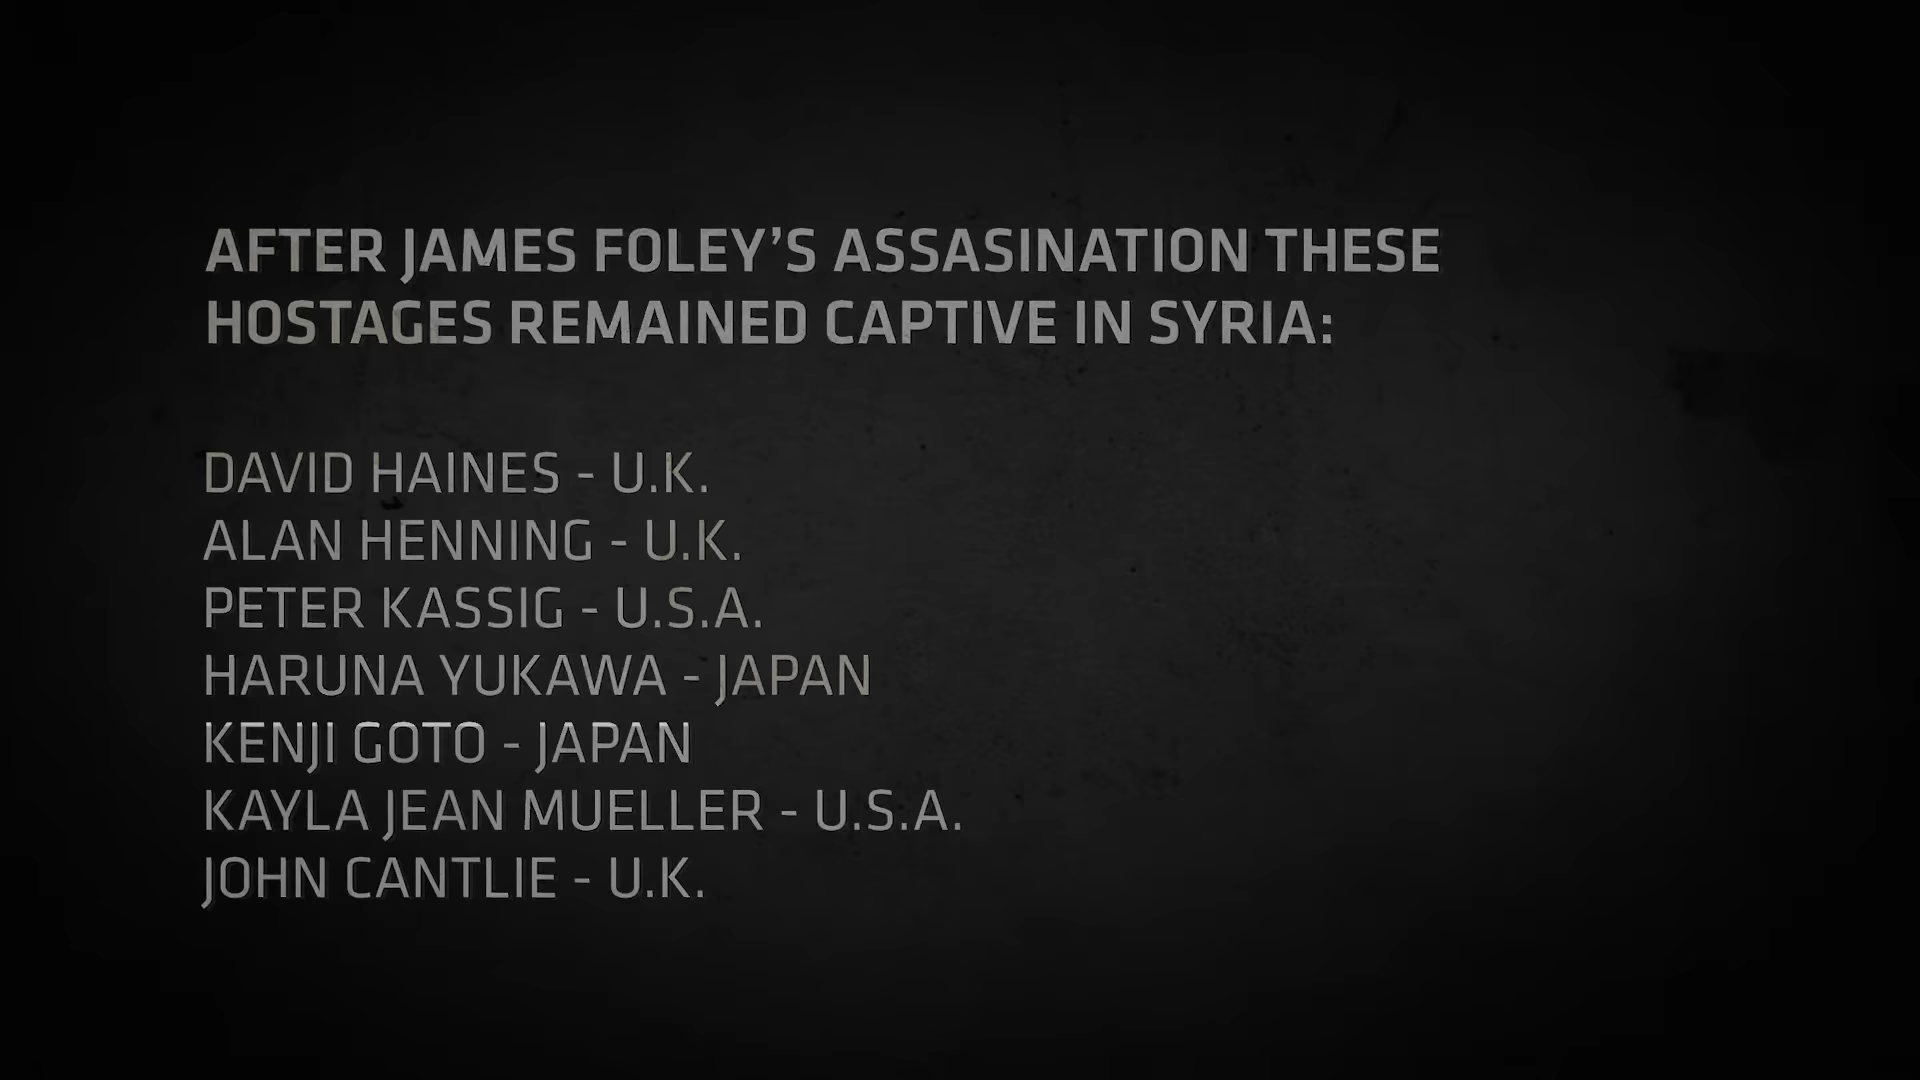 AFTER JAMES FOLEY’S ASSASINATION THESE
HOSTAGES REMAINED CAPTIVE IN SYRIA:
DAVID HAINES - U.K.
ALAN HENNING - U.K.
PETER KASSIG - U.S.A.
HARUNA YUKAWA - JAPAN
KENJI GOTO - JAPAN
KAYLA JEAN MUELLER - U.S.A.
JOHN CANTLIE - U.K.